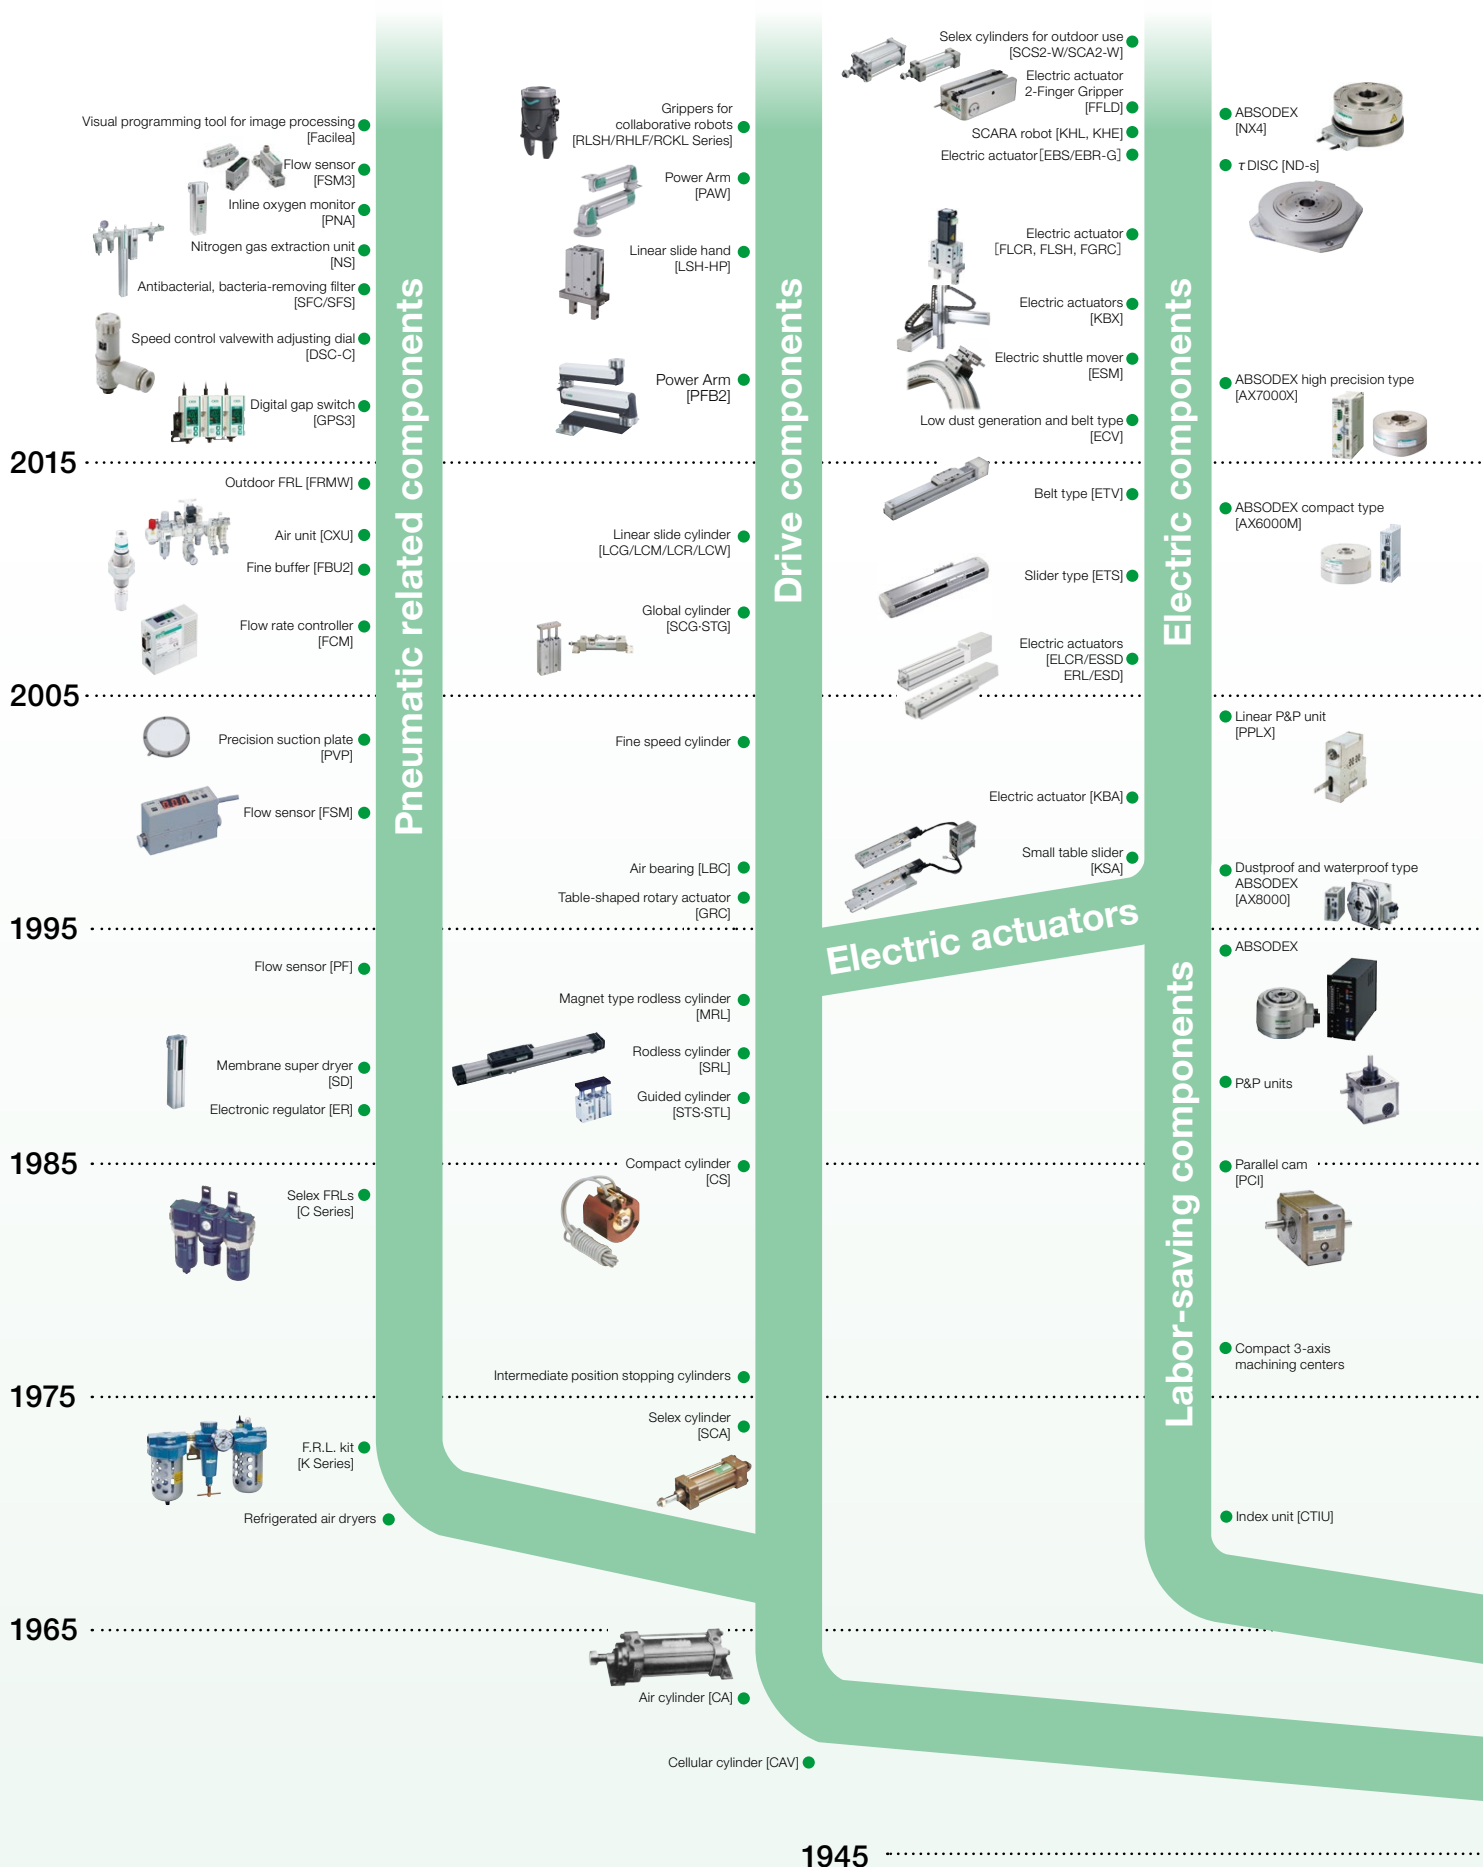 Visual programming tool for image processing
[Facilea]
Flow sensor
[FSM3]
Inline oxygen monitor
[PNA]
Nitrogen gas extraction unit
[NS]
Antibacterial, bacteria-removing filter
[SFC/SFS]
Speed control valvewith adjusting dial
[DSC-C]
Digital gap switch
[GPS3]
2015
Outdoor FRL [FRMW]
Air unit [CXU]
Fine buffer [FBU2]
Flow rate controller
[FCM]
2005
Precision suction plate
[PVP]
Flow sensor [FSM]
1995
Flow sensor [PF]
Membrane super dryer
[SD]
Electronic regulator [ER]
1985
Selex FRLs
[C Series]
1975
F.R.L. kit
[K Series]
Refrigerated air dryers
1965
Pneumatic related components
Grippers for
collaborative robots
[RLSH/RHLF/RCKL Series]
Power Arm
[PAW]
Linear slide hand
[LSH-HP]
Power Arm
[PFB2]
Linear slide cylinder
[LCG/LCM/LCR/LCW]
Global cylinder
[SCG·STG]
Fine speed cylinder
Air bearing [LBC]
Table-shaped rotary actuator
[GRC]
Magnet type rodless cylinder
[MRL]
Rodless cylinder
[SRL]
Guided cylinder
[STS·STL]
Compact cylinder
[CS]
Intermediate position stopping cylinders
Selex cylinder
[SCA]
Air cylinder [CA]
Cellular cylinder [CAV]
Drive components
Selex cylinders for outdoor use
[SCS2-W/SCA2-W]
Electric actuator
2-Finger Gripper
[FFLD]
SCARA robot [KHL, KHE]
Electric actuator [EBS/EBR-G]
Electric actuator
[FLCR, FLSH, FGRC]
Electric actuators
[KBX]
Electric shuttle mover
[ESM]
Low dust generation and belt type
[ECV]
Belt type [ETV]
Slider type [ETS]
Electric actuators
[ELCR/ESSD
ERL/ESD]
Electric actuator [KBA]
Small table slider
[KSA]
Electric actuators
Electric components
Labor-saving components
ABSODEX
[NX4]
τ DISC [ND-s]
ABSODEX high precision type
[AX7000X]
ABSODEX compact type
[AX6000M]
Linear P&P unit
[PPLX]
Dustproof and waterproof type
ABSODEX
[AX8000]
ABSODEX
P&P units
Parallel cam
[PCI]
Compact 3-axis
machining centers
Index unit [CTIU]
1945